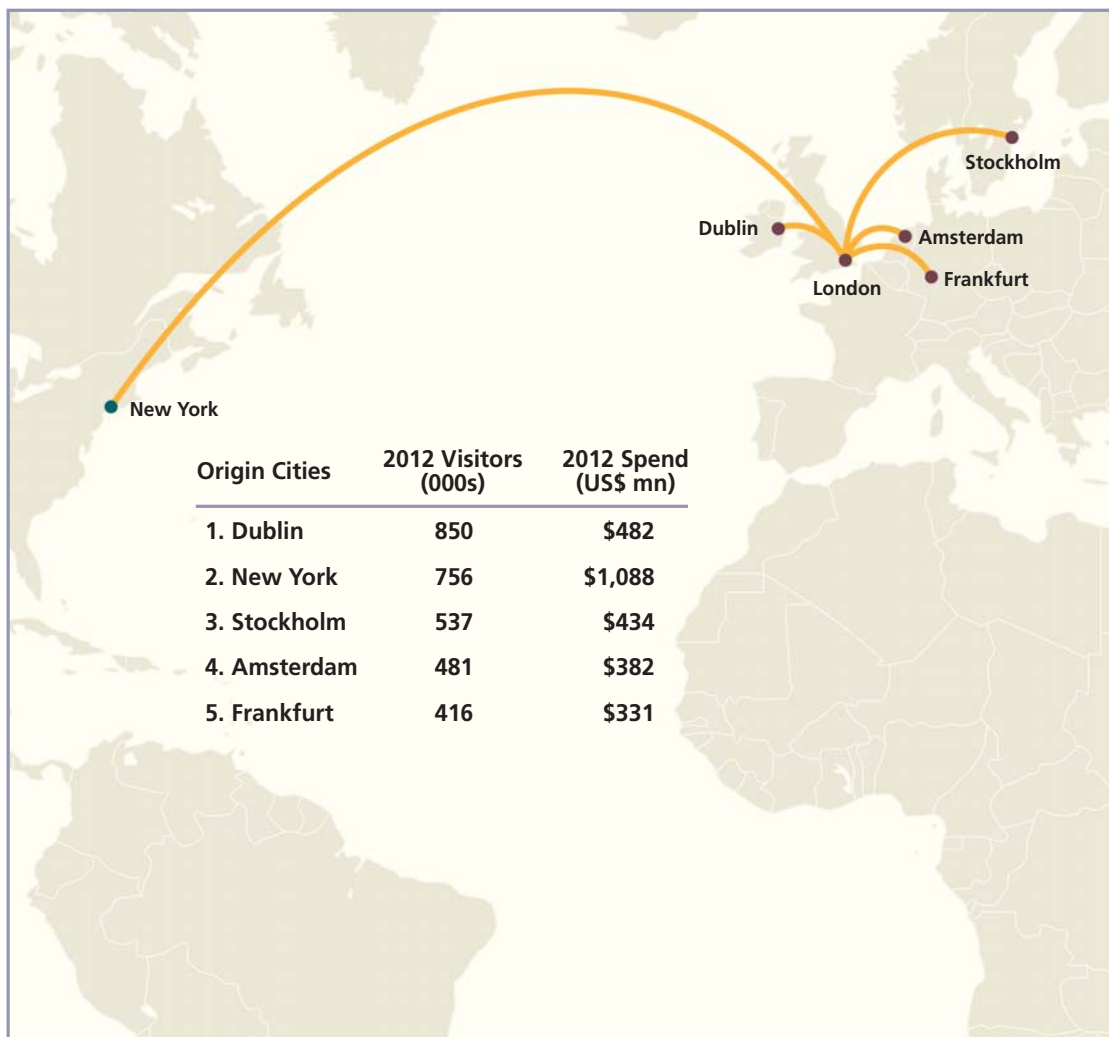 Stockholm
Dublin
Amsterdam
Frankfurt
London
New York
Origin Cities 2012 Visitors (000s) 2012 Spend (US$ mn)
1. Dublin 850 $482
2. New York 756 $1,088
3. Stockholm 537 $434
4. Amsterdam 481 $382
5. Frankfurt 416 $331